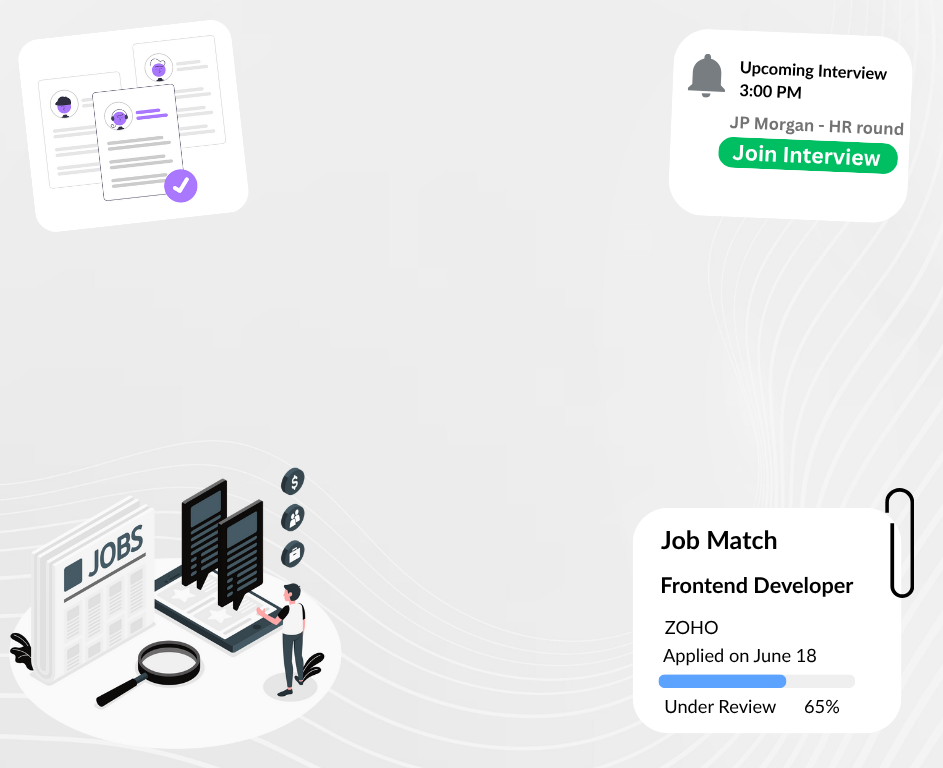 Upcoming Interview
3:00 PM
JP Morgan - HR round
Join Interview
JOBS
$
Job Match
Frontend Developer
ZOHO
Applied on June 18
Under Review 65%